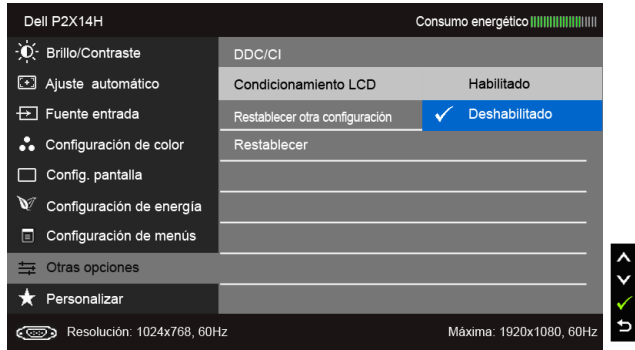 Dell P2X14H Consumo energético
Brillo/Contraste DDC/CI
Ajuste automático Condicionamiento LCD Habilitado
Fuente entrada Restablecer otra configuración Deshabilitado
Configuración de color Restablecer
Config. pantalla
Configuración de energía
Configuración de menús
Otras opciones
Personalizar
Resolución: 1024x768, 60Hz Máxima: 1920x1080, 60Hz